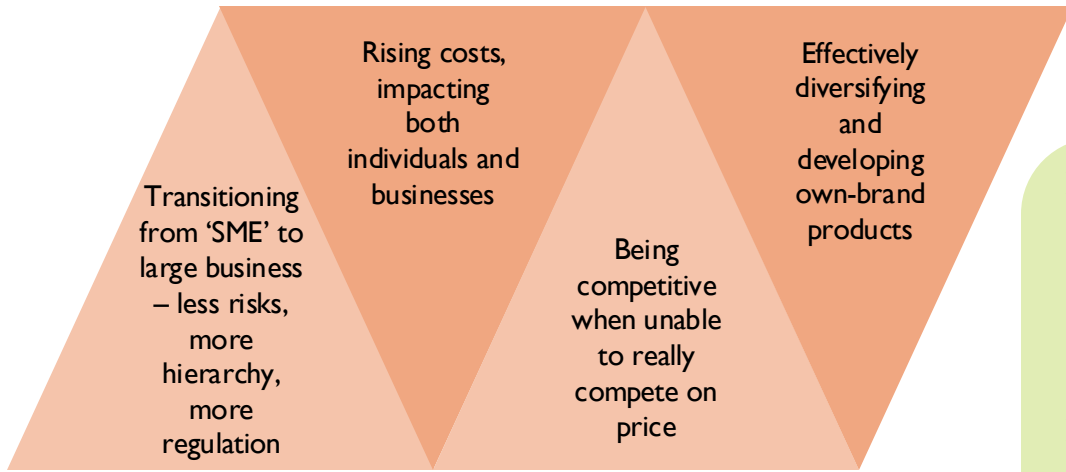 Transitioning
from ‘SME’ to
large business
– less risks,
more
hierarchy,
more
regulation
Rising costs,
impacting
both
individuals and
businesses
Being
competitive
when unable
to really
compete on
price
Effectively
diversifying
and
developing
own-brand
products